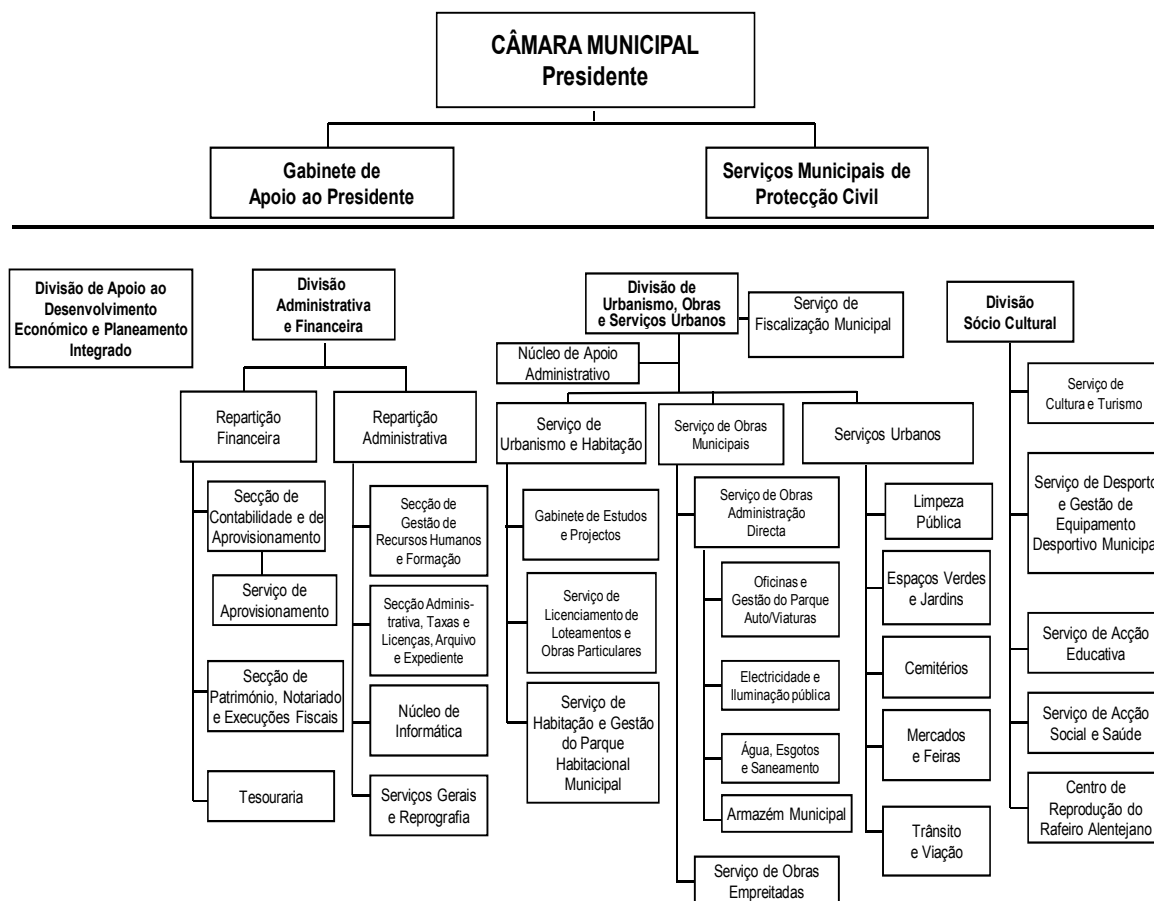 CÂMARA MUNICIPAL
Presidente
Gabinete de
Apoio ao Presidente
Serviços Municipais de
Protecção Civil
Divisão de Apoio ao
Desenvolvimento
Económico e Planeamento
Integrado
Divisão
Administrativa
e Financeira
Divisão de
Urbanismo, Obras
e Serviços Urbanos
Serviço de
Fiscalização Municipal
Divisão
Sócio Cultural
Núcleo de Apoio
Administrativo
Repartição
Financeira
Repartição
Administrativa
Serviço de
Urbanismo e Habitação
Serviço de Obras
Municipais
Serviços Urbanos
Secção de
Contabilidade e de
Aprovisionamento
Serviço de
Aprovisionamento
Secção de
Património, Notariado
e Execuções Fiscais
Tesouraria
Secção de
Gestão de
Recursos Humanos
e Formação
Secção Adminis-
trativa, Taxas e
Licenças, Arquivo
e Expediente
Núcleo de
Informática
Serviços Gerais
e Reprografia
Gabinete de Estudos
e Projectos
Serviço de
Licenciamento de
Loteamentos e
Obras Particulares
Serviço de
Habitação e Gestão
do Parque
Habitacional
Municipal
Serviço de Obras
Administração
Directa
Oficinas e
Gestão do Parque
Auto/Viaturas
Electricidade e
Iluminação pública
Água, Esgotos
e Saneamento
Armazém Municipal
Serviço de Obras
Empreitadas
Limpeza
Pública
Espaços Verdes
e Jardins
Cemitérios
Mercados
e Feiras
Trânsito
e Viação
Serviço de
Cultura e Turismo
Serviço de Desporto
e Gestão de
Equipamento
Desportivo Municipal
Serviço de Acção
Educativa
Serviço de Acção
Social e Saúde
Centro de
Reprodução do
Rafeiro Alentejano